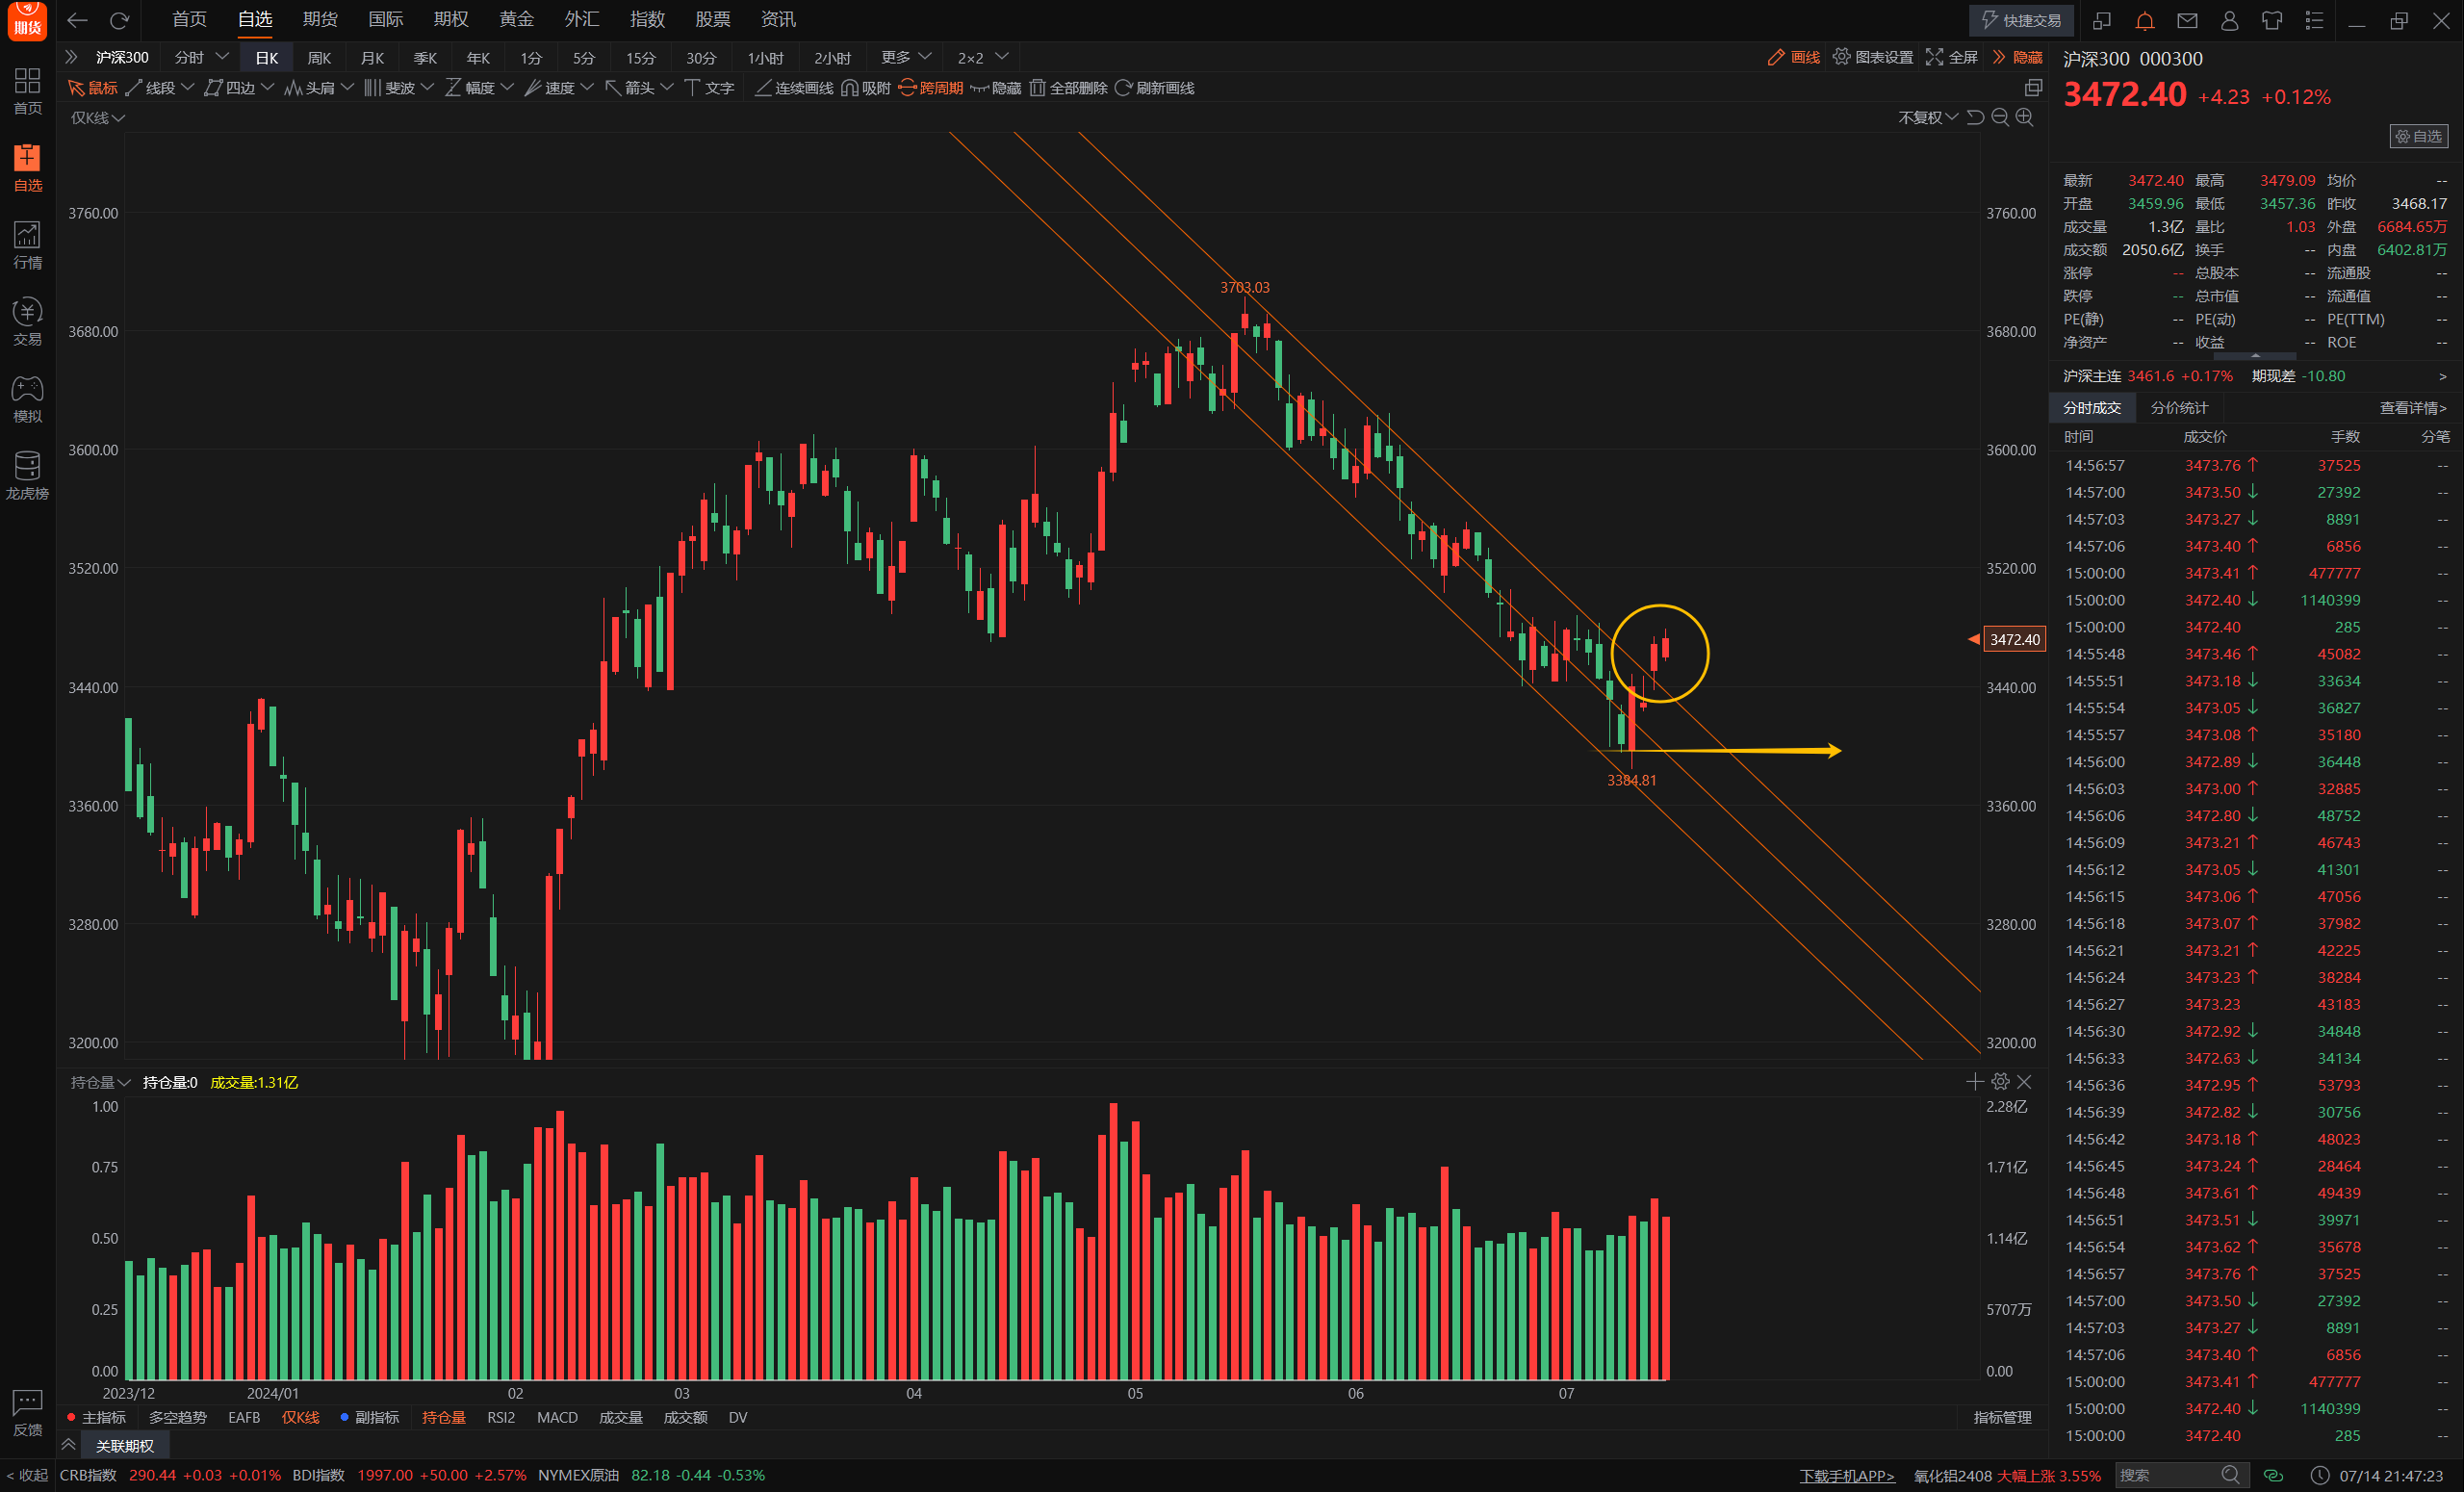 期货
首页 自选 期货 国际 期权 黄金 外汇 指数 股票 资讯
快捷交易
沪深300 分时 日K 周K 月K 季K 年K 1分 5分 15分 30分 1小时 2小时 更多 2×2
画线 图表设置 全屏 隐藏
鼠标 线段 四边 头肩 斐波 幅度 速度 箭头 文字 连续画线 吸附 跨周期 隐藏 全部删除 刷新画线
仅K线
不复权
首页
自选
行情
交易
模拟
龙虎榜
反馈
< 收起
3760.00 3760.00
3703.03
3680.00 3680.00
3600.00 3600.00
3520.00 3520.00
3472.40
3440.00 3440.00
3384.81
3360.00 3360.00
3280.00 3280.00
3200.00 3200.00
持仓量 持仓量:0 成交量:1.31亿
1.00 2.28亿
0.75 1.71亿
0.50 1.14亿
0.25 5707万
0.00 0.00
2023/12 2024/01 02 03 04 05 06 07
主指标 多空趋势 EAFB 仅K线 副指标 持仓量 RSI2 MACD 成交量 成交额 DV 指标管理
关联期权
沪深300 000300
3472.40 +4.23 +0.12%
自选
最新 3472.40 最高 3479.09 均价 --
开盘 3459.96 最低 3457.36 昨收 3468.17
成交量 1.3亿 量比 1.03 外盘 6684.65万
成交额 2050.6亿 换手 -- 内盘 6402.81万
涨停 -- 总股本 -- 流通股 --
跌停 -- 总市值 -- 流通值 --
PE(静) -- PE(动) -- PE(TTM) --
净资产 -- 收益 -- ROE --
沪深主连 3461.6 +0.17% 期现差 -10.80 >
分时成交 分价统计 查看详情>
时间 成交价 手数 分笔
14:56:57 3473.76 ↑ 37525 --
14:57:00 3473.50 ↓ 27392 --
14:57:03 3473.27 ↓ 8891 --
14:57:06 3473.40 ↑ 6856 --
15:00:00 3473.41 ↑ 477777 --
15:00:00 3472.40 ↓ 1140399 --
15:00:00 3472.40 285 --
14:55:48 3473.46 ↑ 45082 --
14:55:51 3473.18 ↓ 33634 --
14:55:54 3473.05 ↓ 36827 --
14:55:57 3473.08 ↑ 35180 --
14:56:00 3472.89 ↓ 36448 --
14:56:03 3473.00 ↑ 32885 --
14:56:06 3472.80 ↓ 48752 --
14:56:09 3473.21 ↑ 46743 --
14:56:12 3473.05 ↓ 41301 --
14:56:15 3473.06 ↑ 47056 --
14:56:18 3473.07 ↑ 37982 --
14:56:21 3473.21 ↑ 42225 --
14:56:24 3473.23 ↑ 38284 --
14:56:27 3473.23 43183 --
14:56:30 3472.92 ↓ 34848 --
14:56:33 3472.63 ↓ 34134 --
14:56:36 3472.95 ↑ 53793 --
14:56:39 3472.82 ↓ 30756 --
14:56:42 3473.18 ↑ 48023 --
14:56:45 3473.24 ↑ 28464 --
14:56:48 3473.61 ↑ 49439 --
14:56:51 3473.51 ↓ 39971 --
14:56:54 3473.62 ↑ 35678 --
14:56:57 3473.76 ↑ 37525 --
14:57:00 3473.50 ↓ 27392 --
14:57:03 3473.27 ↓ 8891 --
14:57:06 3473.40 ↑ 6856 --
15:00:00 3473.41 ↑ 477777 --
15:00:00 3472.40 ↓ 1140399 --
15:00:00 3472.40 285 --
CRB指数 290.44 +0.03 +0.01% BDI指数 1997.00 +50.00 +2.57% NYMEX原油 82.18 -0.44 -0.53%
下载手机APP> 氧化铝2408 大幅上涨 3.55% 搜索 07/14 21:47:23